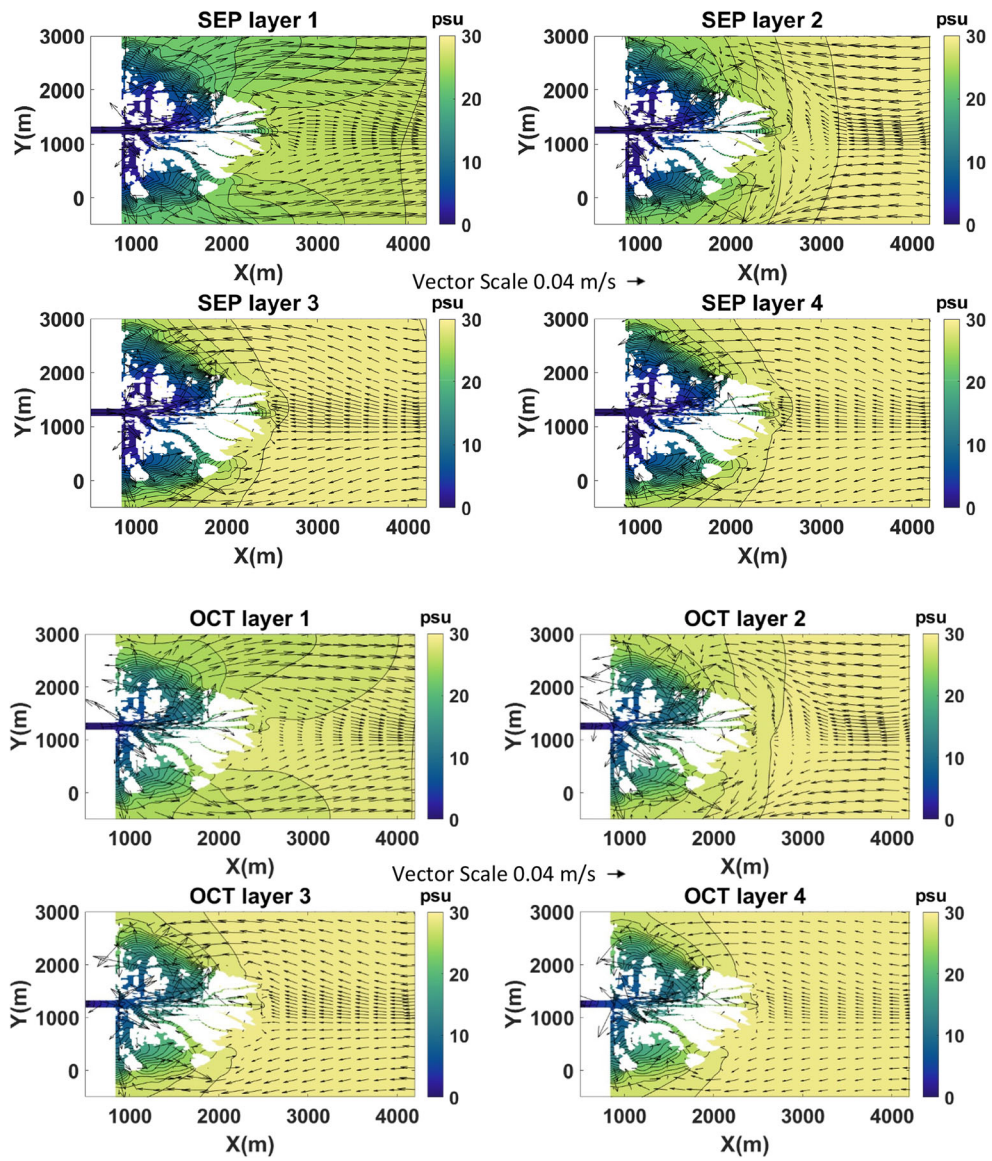 SEP layer 1 psu SEP layer 2 psu
3000 30 3000 30
2000 20 2000 20
Y(m) Y(m)
1000 10 1000 10
0 0 0 0
1000 2000 3000 4000 1000 2000 3000 4000
X(m) X(m)
Vector Scale 0.04 m/s
SEP layer 3 psu SEP layer 4 psu
3000 30 3000 30
2000 20 2000 20
Y(m) Y(m)
1000 10 1000 10
0 0 0 0
1000 2000 3000 4000 1000 2000 3000 4000
X(m) X(m)
OCT layer 1 psu OCT layer 2 psu
3000 30 3000 30
2000 20 2000 20
Y(m) Y(m)
1000 10 1000 10
0 0 0 0
1000 2000 3000 4000 1000 2000 3000 4000
X(m) X(m)
Vector Scale 0.04 m/s
OCT layer 3 psu OCT layer 4 psu
3000 30 3000 30
2000 20 2000 20
Y(m) Y(m)
1000 10 1000 10
0 0 0 0
1000 2000 3000 4000 1000 2000 3000 4000
X(m) X(m)